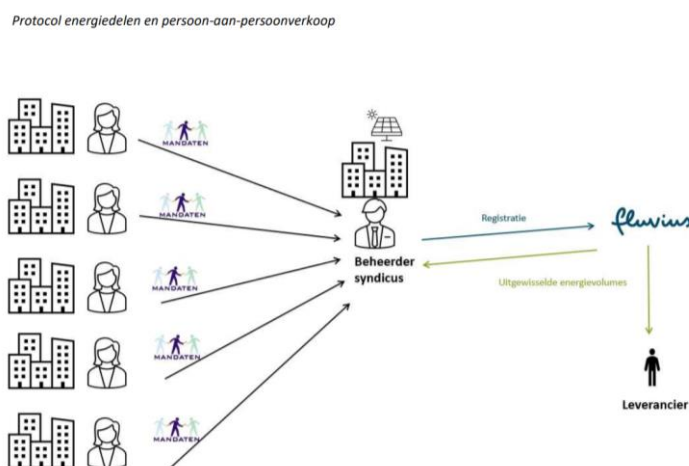 Protocol energiedelen en persoon-aan-persoonverkoop
MANDATEN
MANDATEN
MANDATEN
MANDATEN
MANDATEN
Beheerder
syndicus
Registratie
fluvius
Uitgewisselde energievolumes
Leverancier